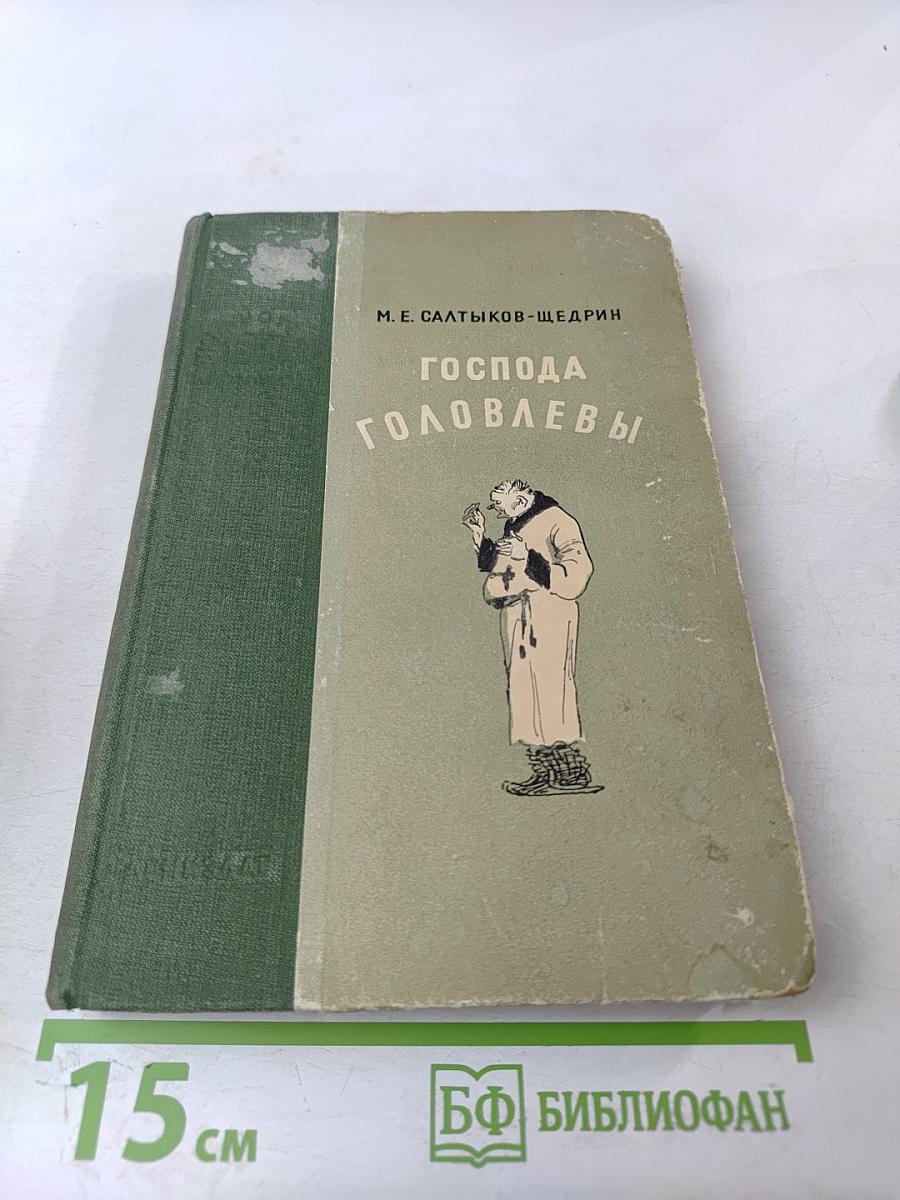 М. Е. САЛТЫКОВ-ЩЕДРИН
ГОСПОДА
ГОЛОВЛЕВЫ
15 см
БФ БИБЛИОФАН